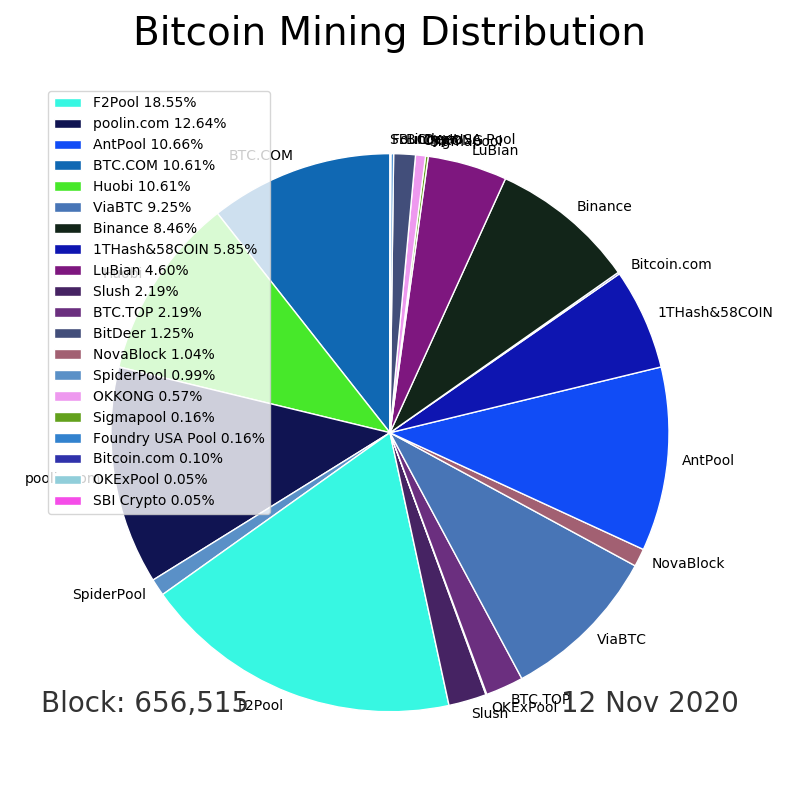 Bitcoin Mining Distribution
F2Pool 18.55%
poolin.com 12.64%
AntPool 10.66%
BTC.COM 10.61%
Huobi 10.61%
ViaBTC 9.25%
Binance 8.46%
1THash&58COIN 5.85%
LuBian 4.60%
Slush 2.19%
BTC.TOP 2.19%
BitDeer 1.25%
NovaBlock 1.04%
SpiderPool 0.99%
OKKONG 0.57%
Sigmapool 0.16%
Foundry USA Pool 0.16%
Bitcoin.com 0.10%
OKExPool 0.05%
SBI Crypto 0.05%
BTC.COM
LuBian
Binance
Bitcoin.com
1THash&58COIN
AntPool
NovaBlock
ViaBTC
BTC.TOP
OKExPool
Slush
F2Pool
SpiderPool
poolin.com
Block: 656,515
12 Nov 2020